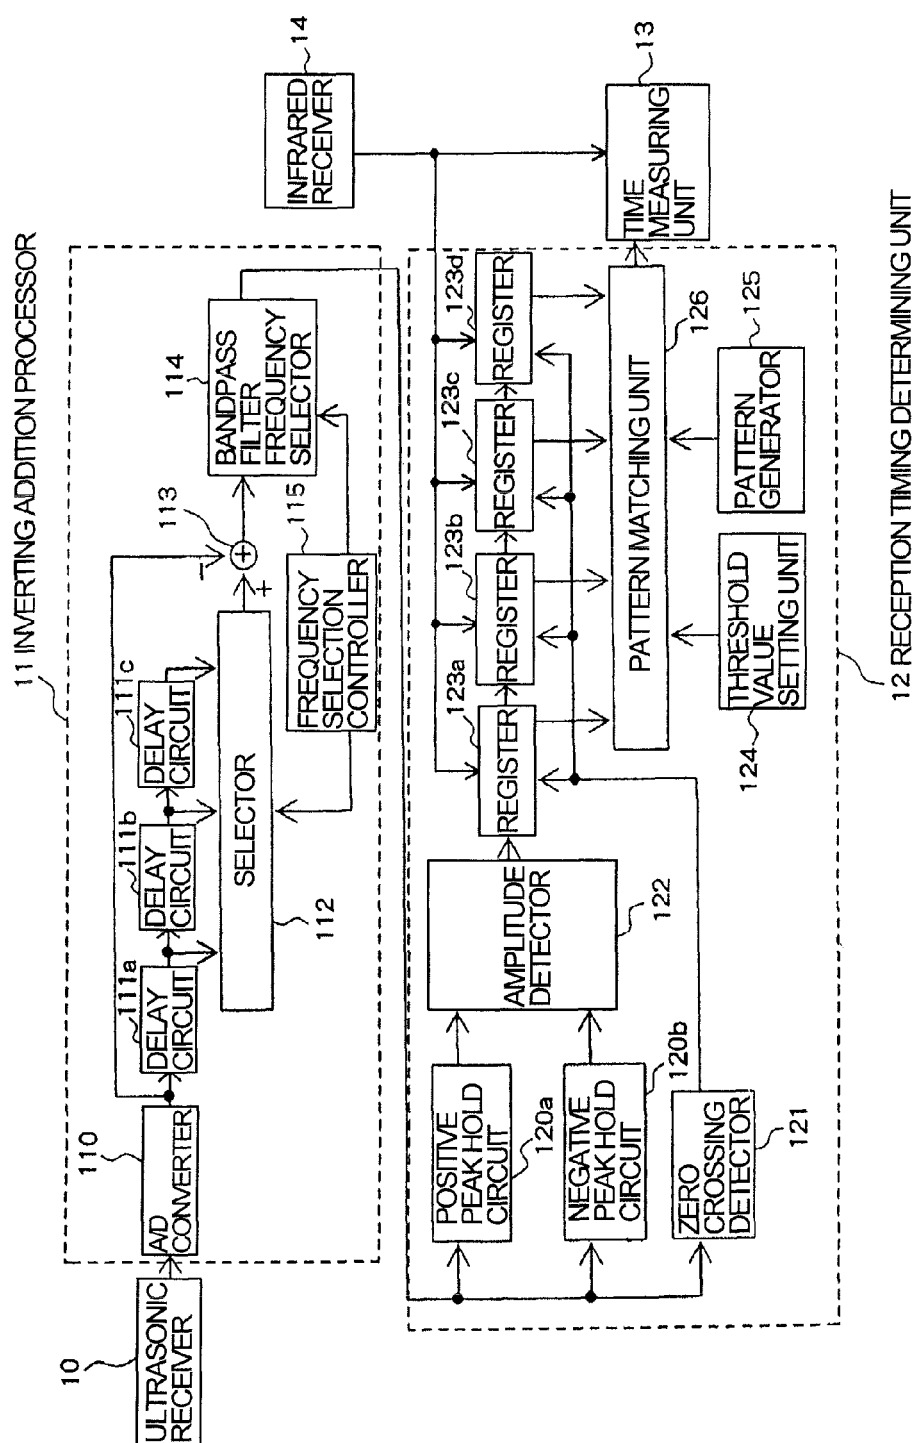 11 INVERTING ADDITION PROCESSOR
10
ULTRASONIC
RECEIVER
110
A/D
CONVERTER
111a
DELAY
CIRCUIT
111b
DELAY
CIRCUIT
111c
DELAY
CIRCUIT
SELECTOR
112
113
+
−
+
114
BANDPASS
FILTER
FREQUENCY
SELECTOR
115
FREQUENCY
SELECTION
CONTROLLER
14
INFRARED
RECEIVER
POSITIVE
PEAK HOLD
CIRCUIT
120a
NEGATIVE
PEAK HOLD
CIRCUIT
120b
ZERO
CROSSING
DETECTOR
121
AMPLITUDE
DETECTOR
122
123a
REGISTER
123b
REGISTER
123c
REGISTER
123d
REGISTER
PATTERN MATCHING UNIT
126
THRESHOLD
VALUE
SETTING UNIT
124
PATTERN
GENERATOR
125
13
TIME
MEASURING
UNIT
12 RECEPTION TIMING DETERMINING UNIT